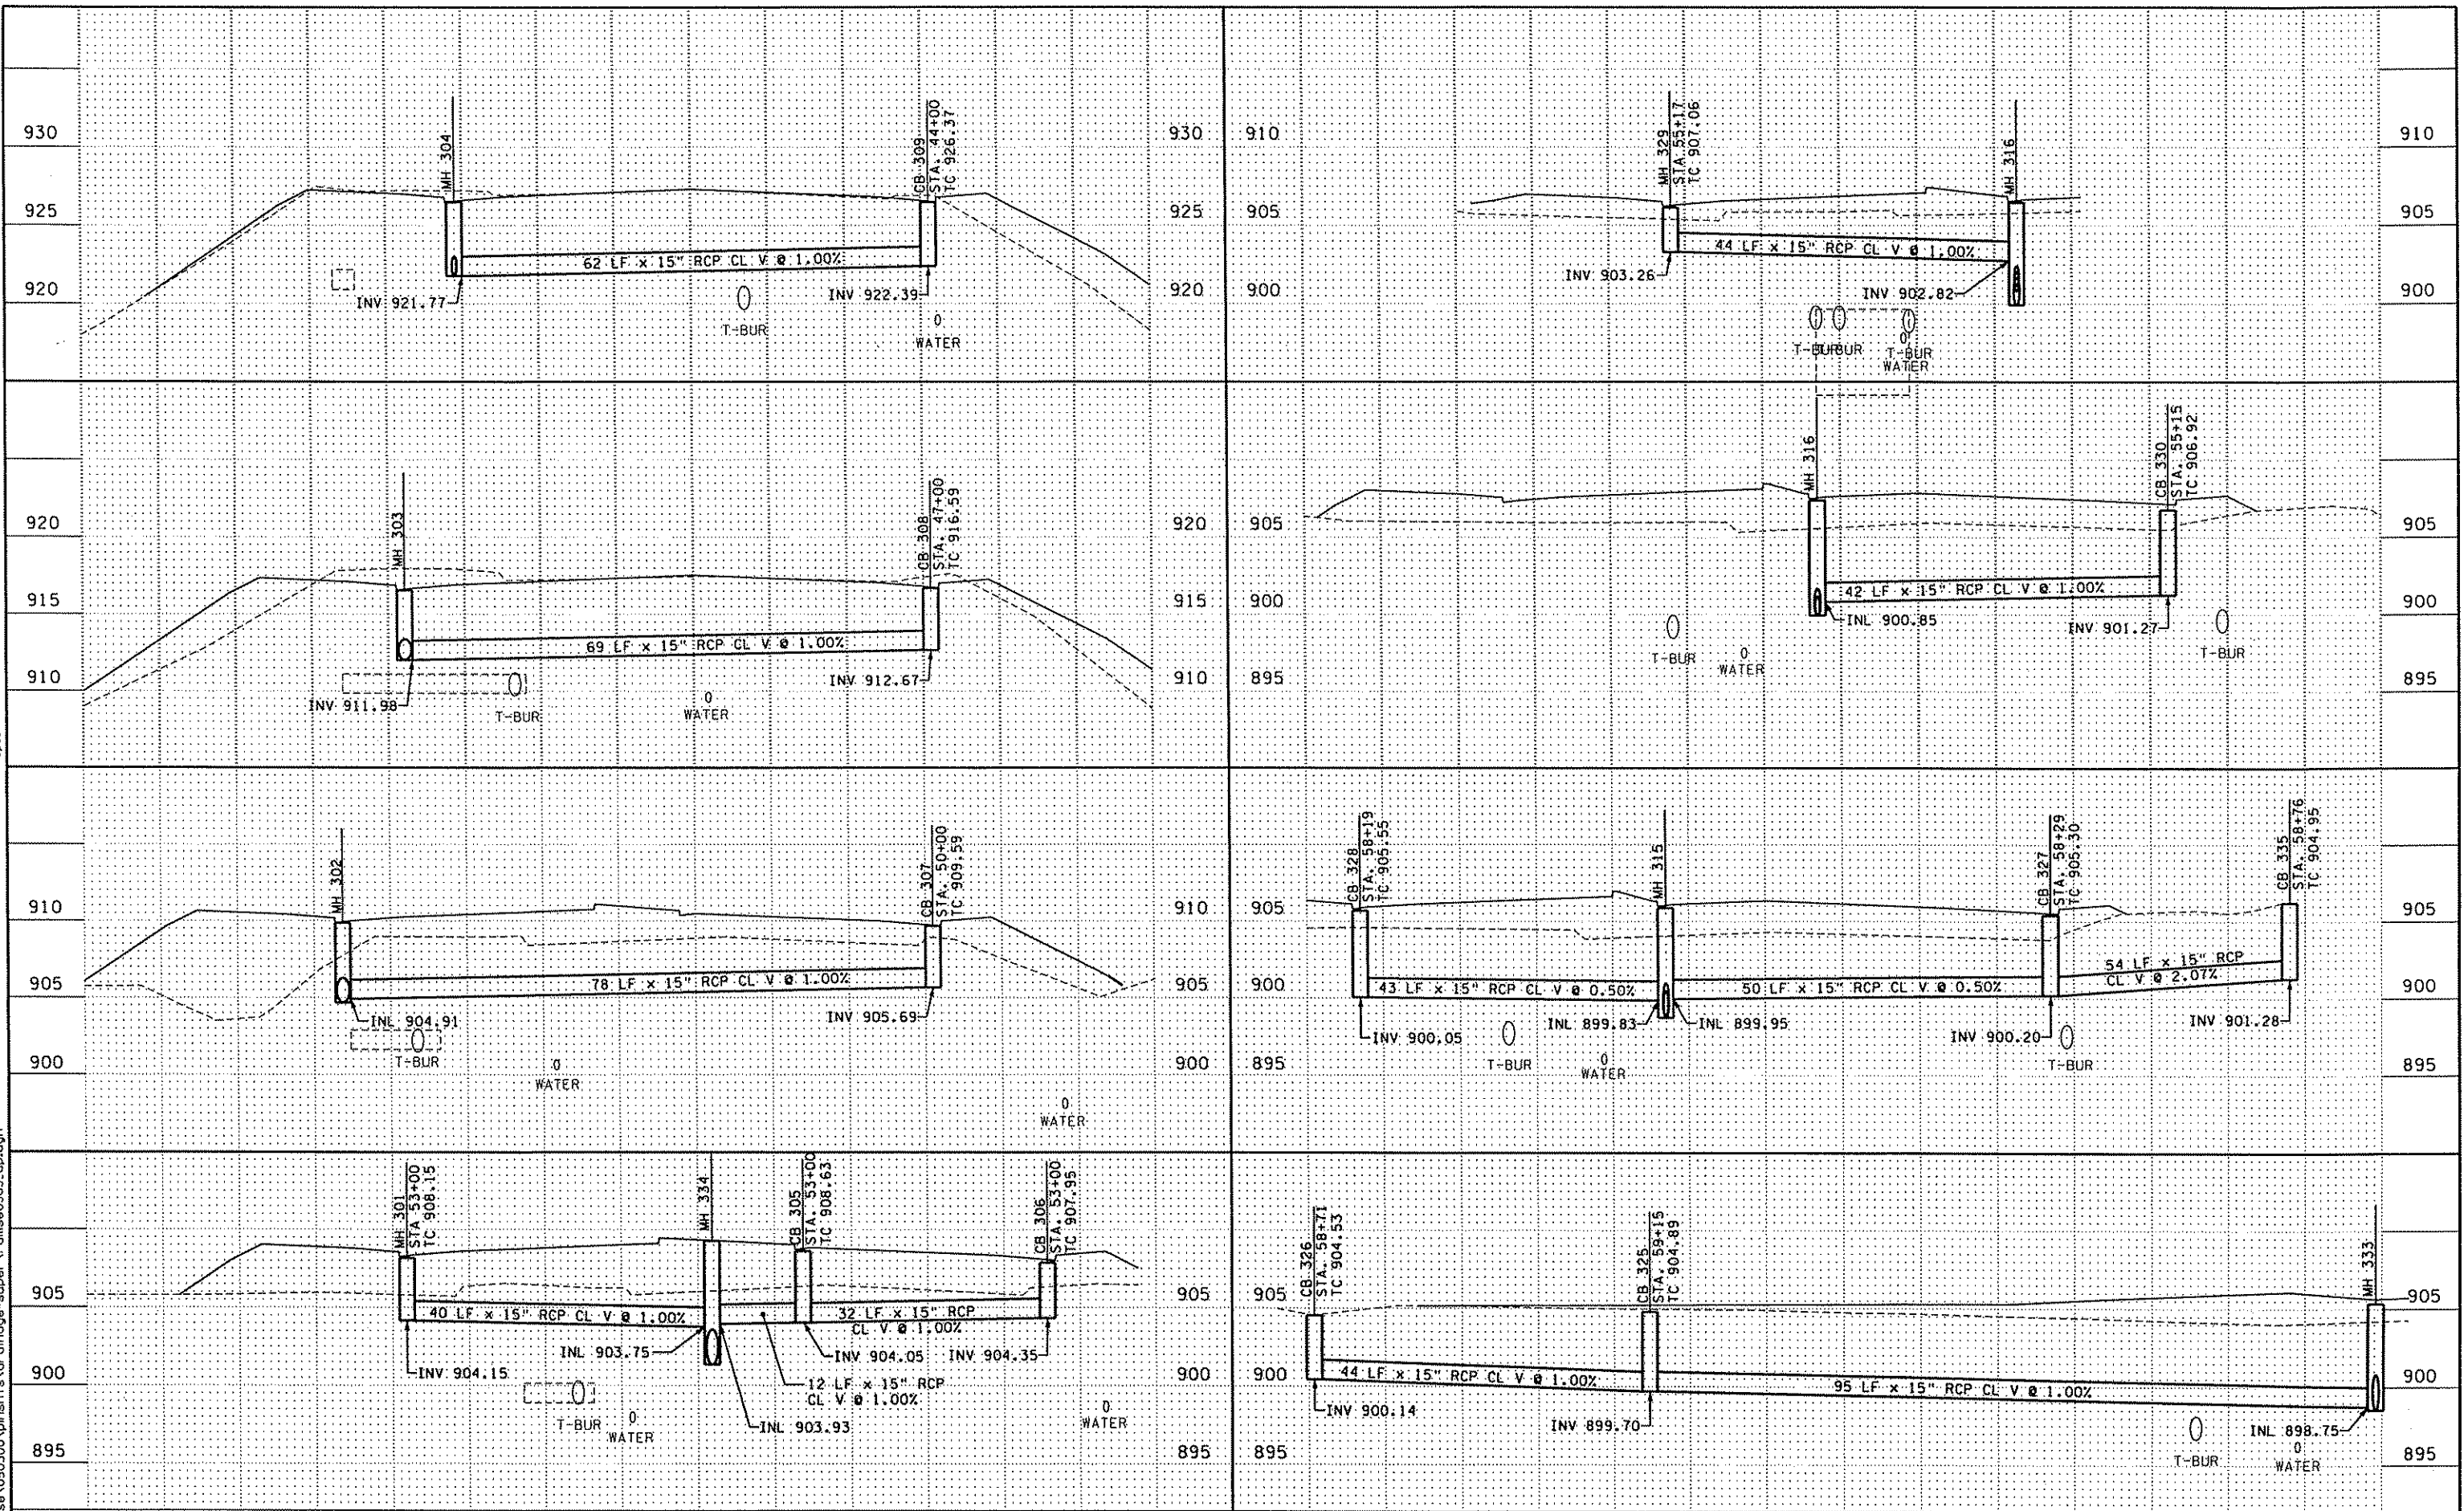 930
925
920
MH 304
CB 309
STA. 44+00
TC 926.37
62 LF x 15" RCP CL V @ 1.00%
INV 921.77
INV 922.39
T-BUR
WATER
930
925
920
910
905
900
MH 329
STA 55+17
TC 907.06
MH 316
44 LF x 15" RCP CL V @ 1.00%
INV 903.26
INV 902.82
T-BUR
T-BUR
T-BUR
WATER
910
905
900
920
915
910
MH 303
CB 308
STA. 47+00
TC 916.59
69 LF x 15" RCP CL V @ 1.00%
INV 911.98
INV 912.67
T-BUR
WATER
920
915
910
905
900
895
MH 316
CB 330
STA. 55+15
TC 906.92
42 LF x 15" RCP CL V @ 1.00%
INL 900.85
INV 901.27
T-BUR
WATER
T-BUR
905
900
895
910
905
900
MH 302
CB 307
STA. 50+00
TC 909.59
78 LF x 15" RCP CL V @ 1.00%
INL 904.91
INV 905.69
T-BUR
WATER
WATER
910
905
900
905
900
895
CB 328
STA. 58+19
TC 905.55
MH 315
CB 327
STA. 58+29
TC 905.30
CB 335
STA. 58+76
TC 904.95
43 LF x 15" RCP CL V @ 0.50%
50 LF x 15" RCP CL V @ 0.50%
54 LF x 15" RCP
CL V @ 2.07%
INV 900.05
INL 899.83
INL 899.95
INV 900.20
INV 901.28
T-BUR
WATER
T-BUR
905
900
895
905
900
895
MH 301
STA 53+00
TC 908.15
MH 334
CB 305
STA. 53+00
TC 908.63
CB 306
STA. 53+00
TC 907.95
40 LF x 15" RCP CL V @ 1.00%
32 LF x 15" RCP
CL V @ 1.00%
INL 903.75
INV 904.05
INV 904.35
INV 904.15
12 LF x 15" RCP
CL V @ 1.00%
INL 903.93
T-BUR
WATER
WATER
905
900
895
905
900
895
CB 326
STA. 58+71
TC 904.53
CB 325
STA. 59+15
TC 904.89
MH 333
44 LF x 15" RCP CL V @ 1.00%
95 LF x 15" RCP CL V @ 1.00%
INV 900.14
INV 899.70
INL 898.75
T-BUR
WATER
905
900
895